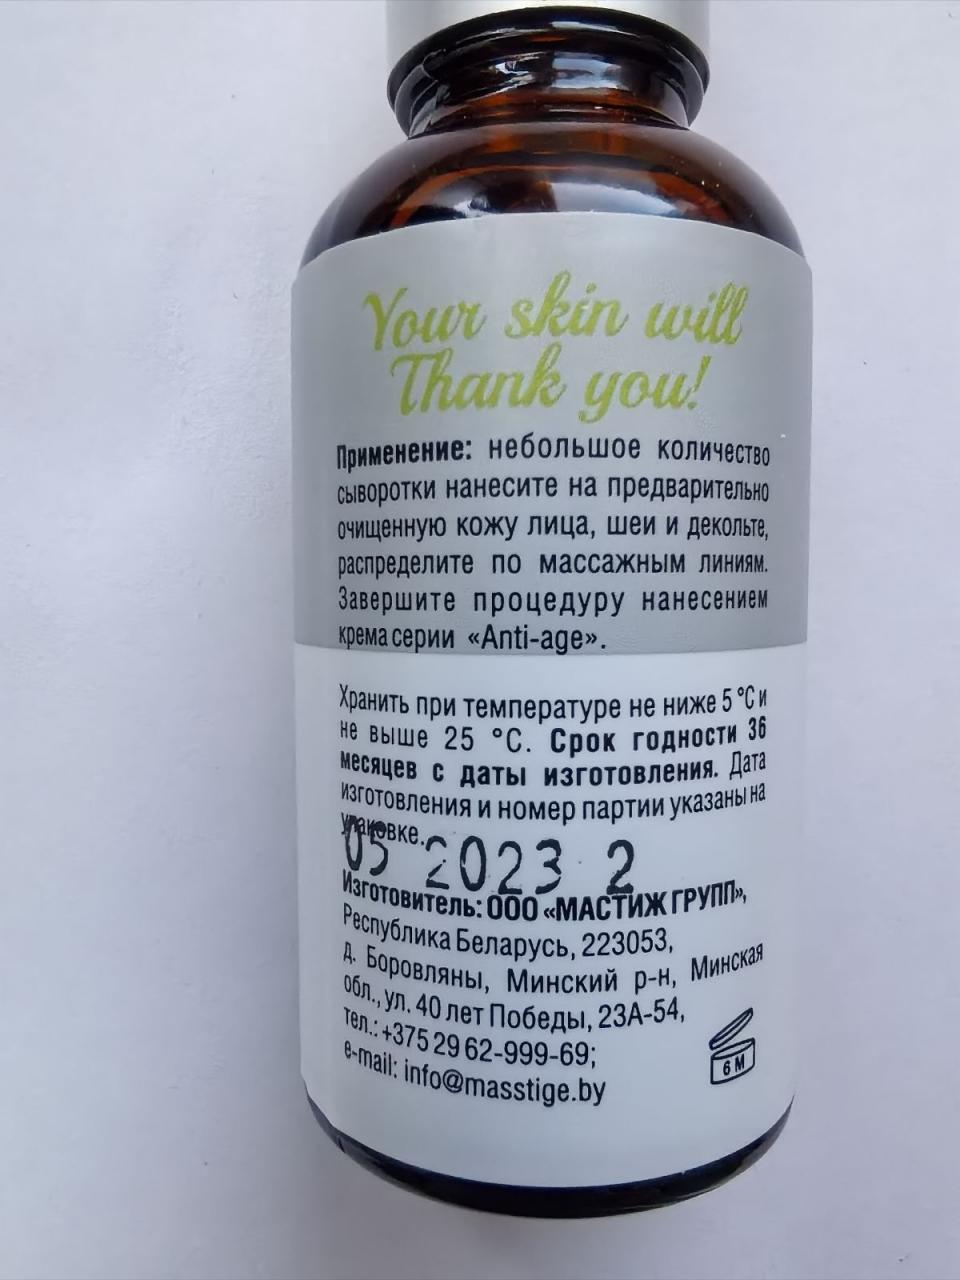 Your skin will
Thank you!
Применение: небольшое количество
сыворотки нанесите на предварительно
очищенную кожу лица, шеи и декольте,
распределите по массажным линиям.
Завершите процедуру нанесением
крема серии «Anti-age».
Хранить при температуре не ниже 5 °С и
не выше 25 °С. Срок годности 36
месяцев с даты изготовления. Дата
изготовления и номер партии указаны на
упаковке.
05 2023 2
Изготовитель: ООО «МАСТИЖ ГРУПП»,
Республика Беларусь, 223053,
д. Боровляны, Минский р-н, Минская
обл., ул. 40 лет Победы, 23А-54,
тел.: +375 29 62-999-69;
e-mail: info@masstige.by
6 M